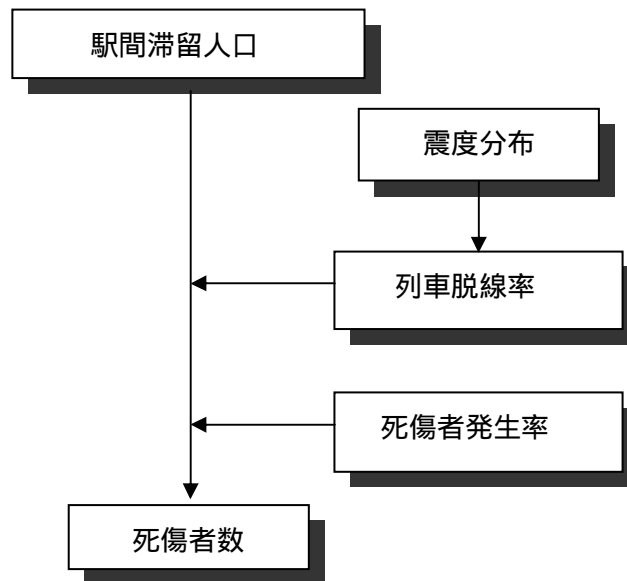 駅間滞留人口
震度分布
列車脱線率
死傷者発生率
死傷者数